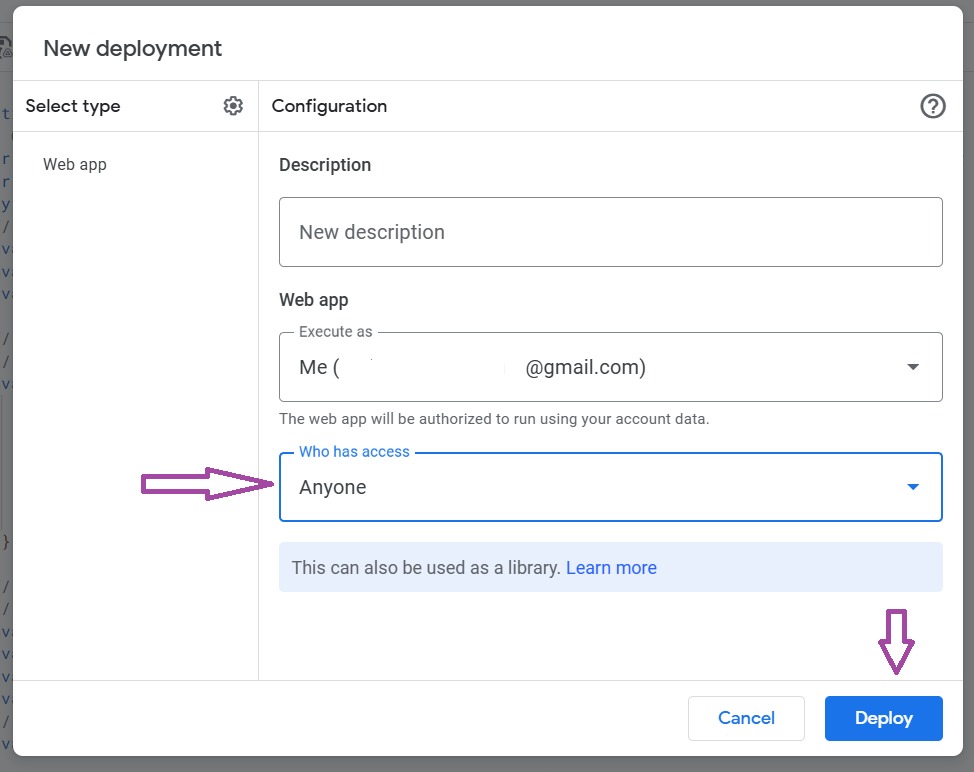 New deployment
Select type
Configuration
Web app
Description
New description
Web app
Execute as
Me ( @gmail.com)
The web app will be authorized to run using your account data.
Who has access
Anyone
This can also be used as a library. Learn more
Cancel
Deploy